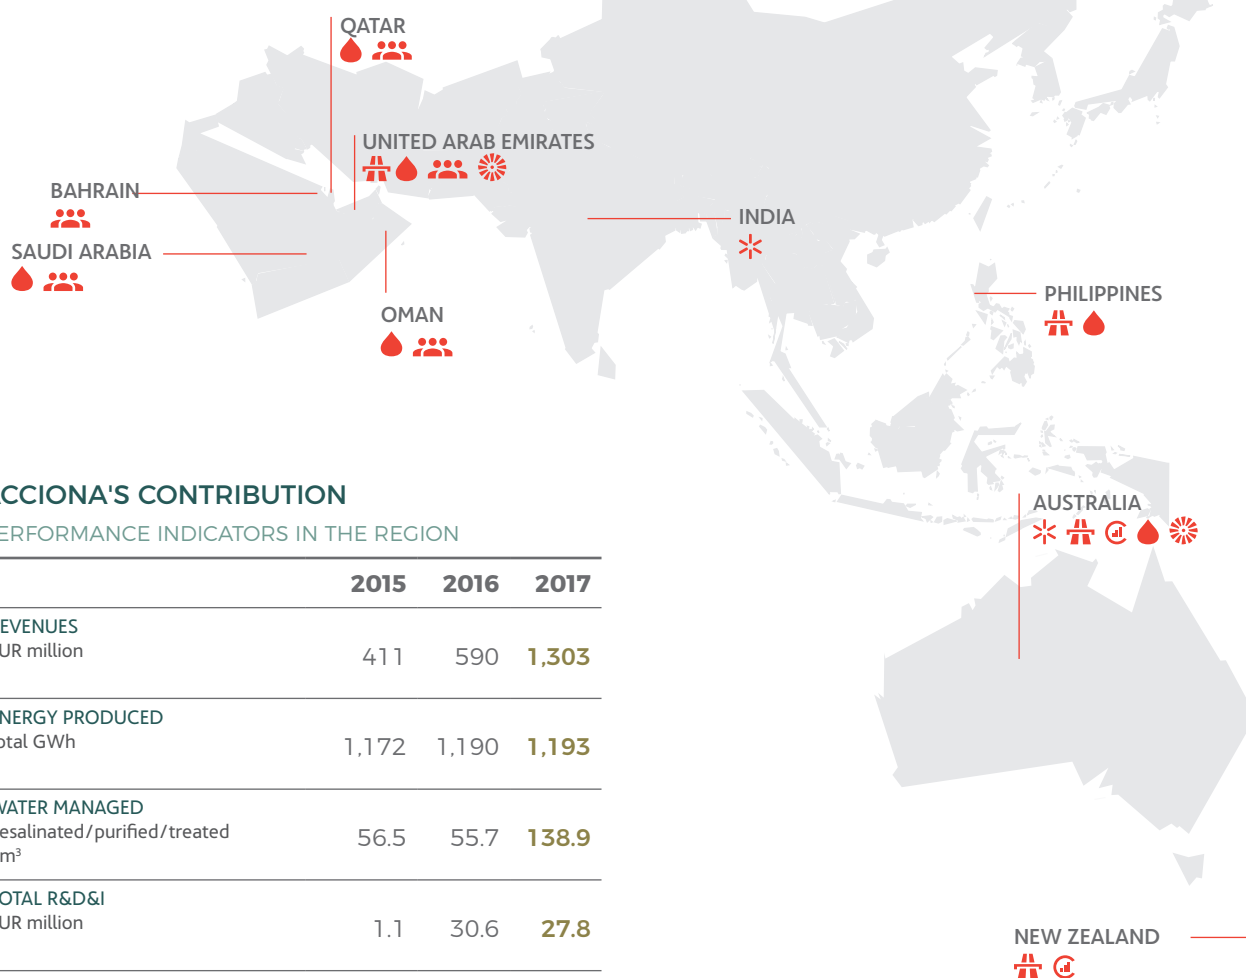 QATAR
UNITED ARAB EMIRATES
BAHRAIN
INDIA
SAUDI ARABIA
PHILIPPINES
OMAN
CCIONA'S CONTRIBUTION
ERFORMANCE INDICATORS IN THE REGION
AUSTRALIA
2015 2016 2017
EVENUES
UR million
411 590 1,303
NERGY PRODUCED
otal GWh
1,172 1,190 1,193
WATER MANAGED
esalinated/purified/treated
m³
56.5 55.7 138.9
OTAL R&D&I
UR million
1.1 30.6 27.8
NEW ZEALAND